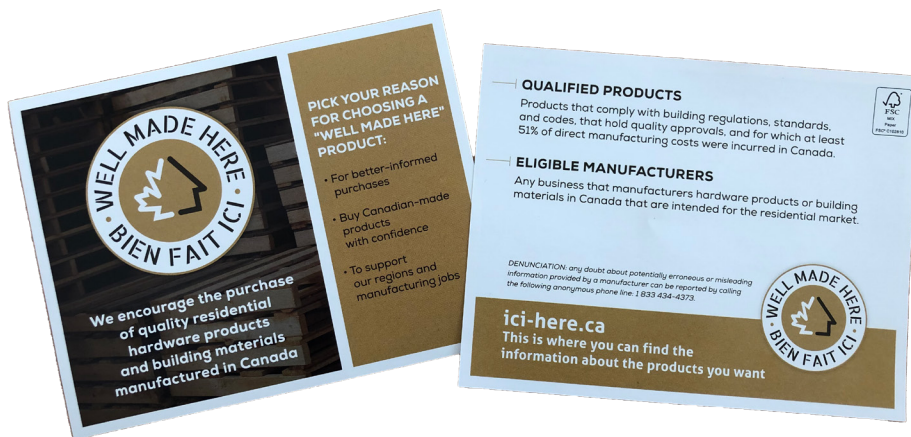 WELL MADE HERE
BIEN FAIT ICI
We encourage the purchase
of quality residential
hardware products
and building materials
manufactured in Canada
PICK YOUR REASON
FOR CHOOSING A
"WELL MADE HERE"
PRODUCT:
• For better-informed
purchases
• Buy Canadian-made
products
with confidence
• To support
our regions and
manufacturing jobs
QUALIFIED PRODUCTS
Products that comply with building regulations, standards,
and codes, that hold quality approvals, and for which at least
51% of direct manufacturing costs were incurred in Canada.
FSC
MIX
Paper
ELIGIBLE MANUFACTURERS
Any business that manufacturers hardware products or building
materials in Canada that are intended for the residential market.
DENUNCIATION: any doubt about potentially erroneous or misleading
information provided by a manufacturer can be reported by calling
the following anonymous phone line: 1 833 434-4373.
WELL MADE HERE
BIEN FAIT ICI
ici-here.ca
This is where you can find the
information about the products you want